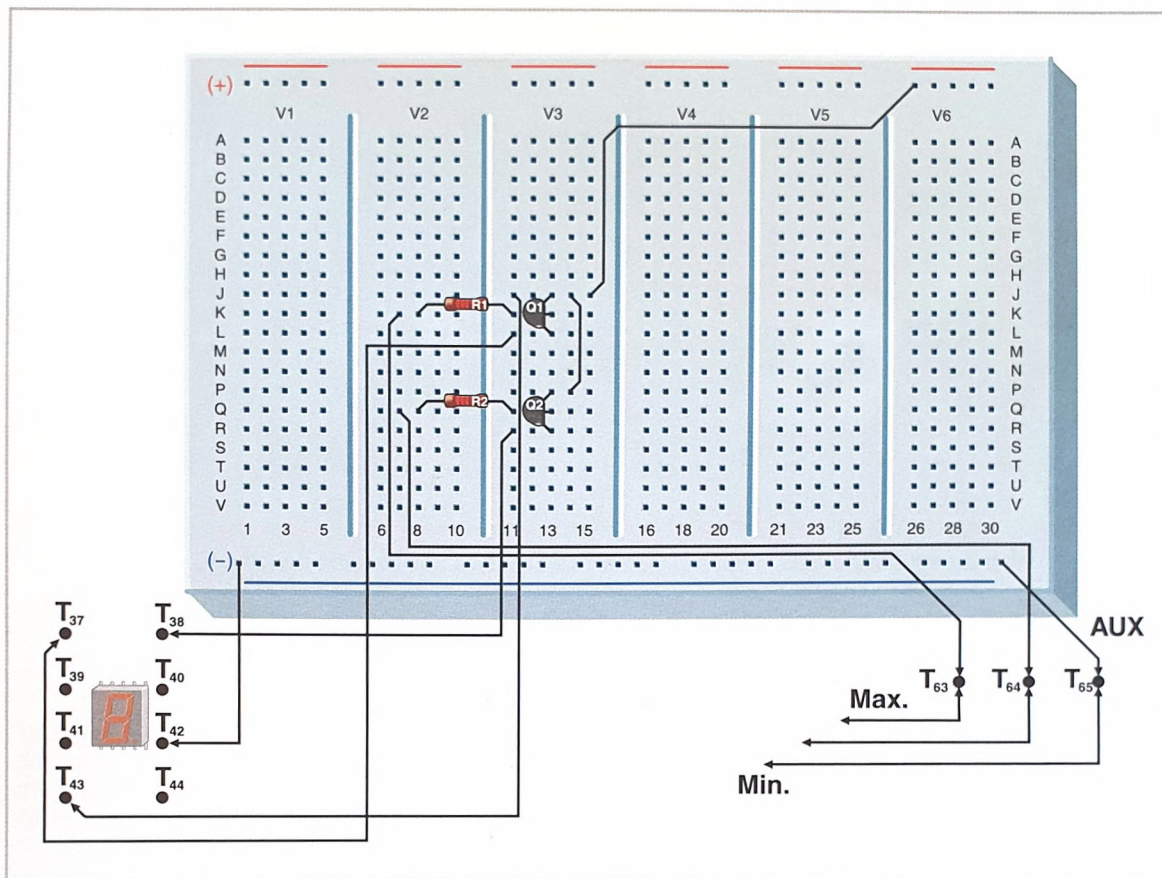 (+)
V1 V2 V3 V4 V5 V6
A A
B B
C C
D D
E E
F F
G G
H H
J J
K R1 Q1 K
L L
M M
N N
P P
Q R2 Q2 Q
R R
S S
T T
U U
V V
1 3 5 6 8 10 11 13 15 16 18 20 21 23 25 26 28 30
(-)
T37 T38
AUX
T39 T40
T63 T64 T65
Max.
T41 T42
Min.
T43 T44